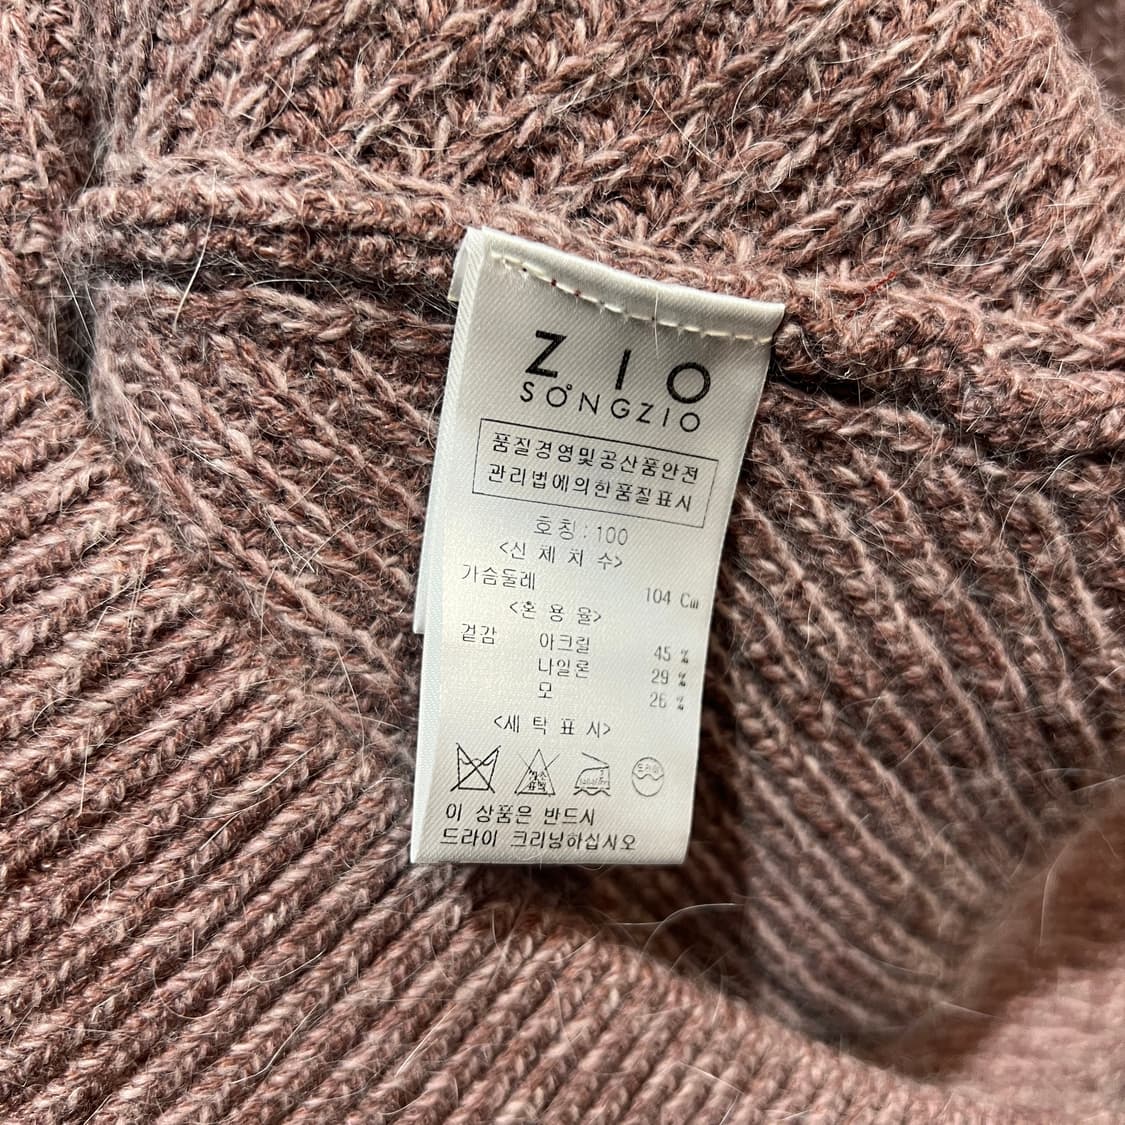 ZIO
SONGZIO
품질경영및공산품안전
관리법에의한품질표시
호칭:100
<신 체 치 수>
가슴둘레 104 Cm
<혼 용 율>
겉감 아크릴 45 %
나일론 29 %
모 26 %
<세 탁 표 시>
드라이
이 상품은 반드시
드라이 크리닝하십시오